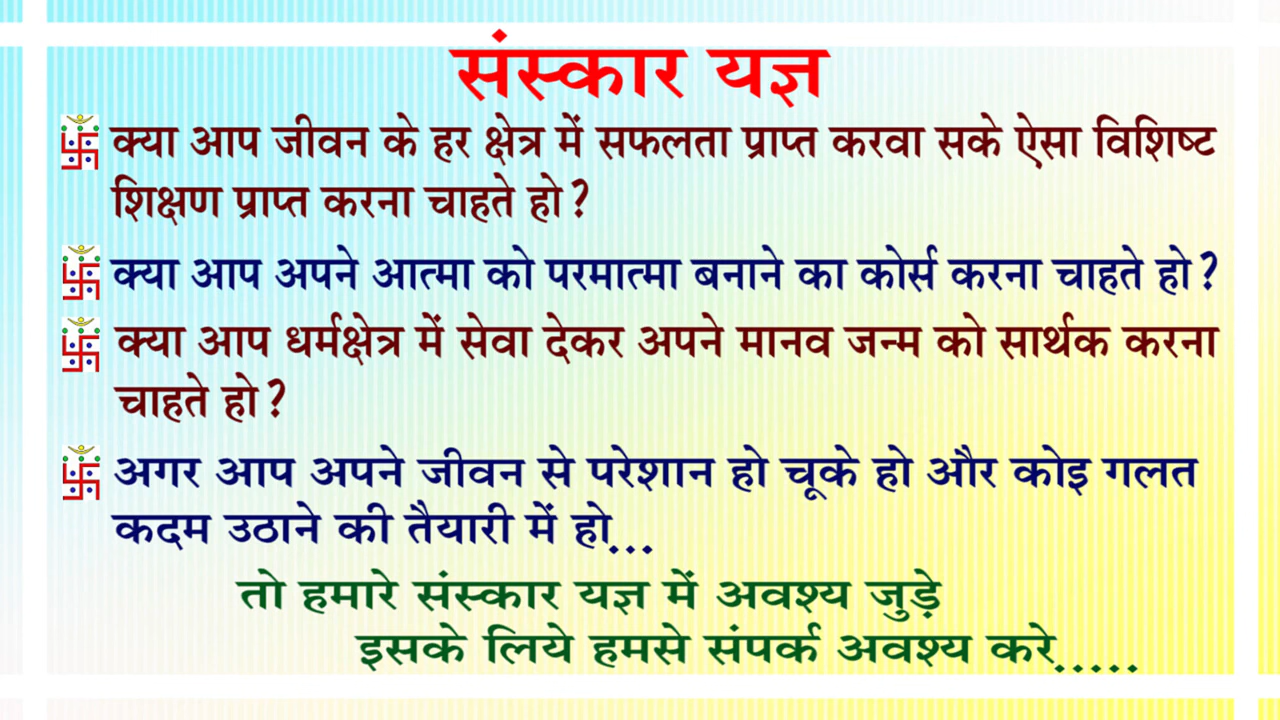 संस्कार यज्ञ
क्या आप जीवन के हर क्षेत्र में सफलता प्राप्त करवा सके ऐसा विशिष्ट
शिक्षण प्राप्त करना चाहते हो?
क्या आप अपने आत्मा को परमात्मा बनाने का कोर्स करना चाहते हो?
क्या आप धर्मक्षेत्र में सेवा देकर अपने मानव जन्म को सार्थक करना
चाहते हो?
अगर आप अपने जीवन से परेशान हो चूके हो और कोइ गलत
कदम उठाने की तैयारी में हो...
तो हमारे संस्कार यज्ञ में अवश्य जुड़े
इसके लिये हमसे संपर्क अवश्य करे.....